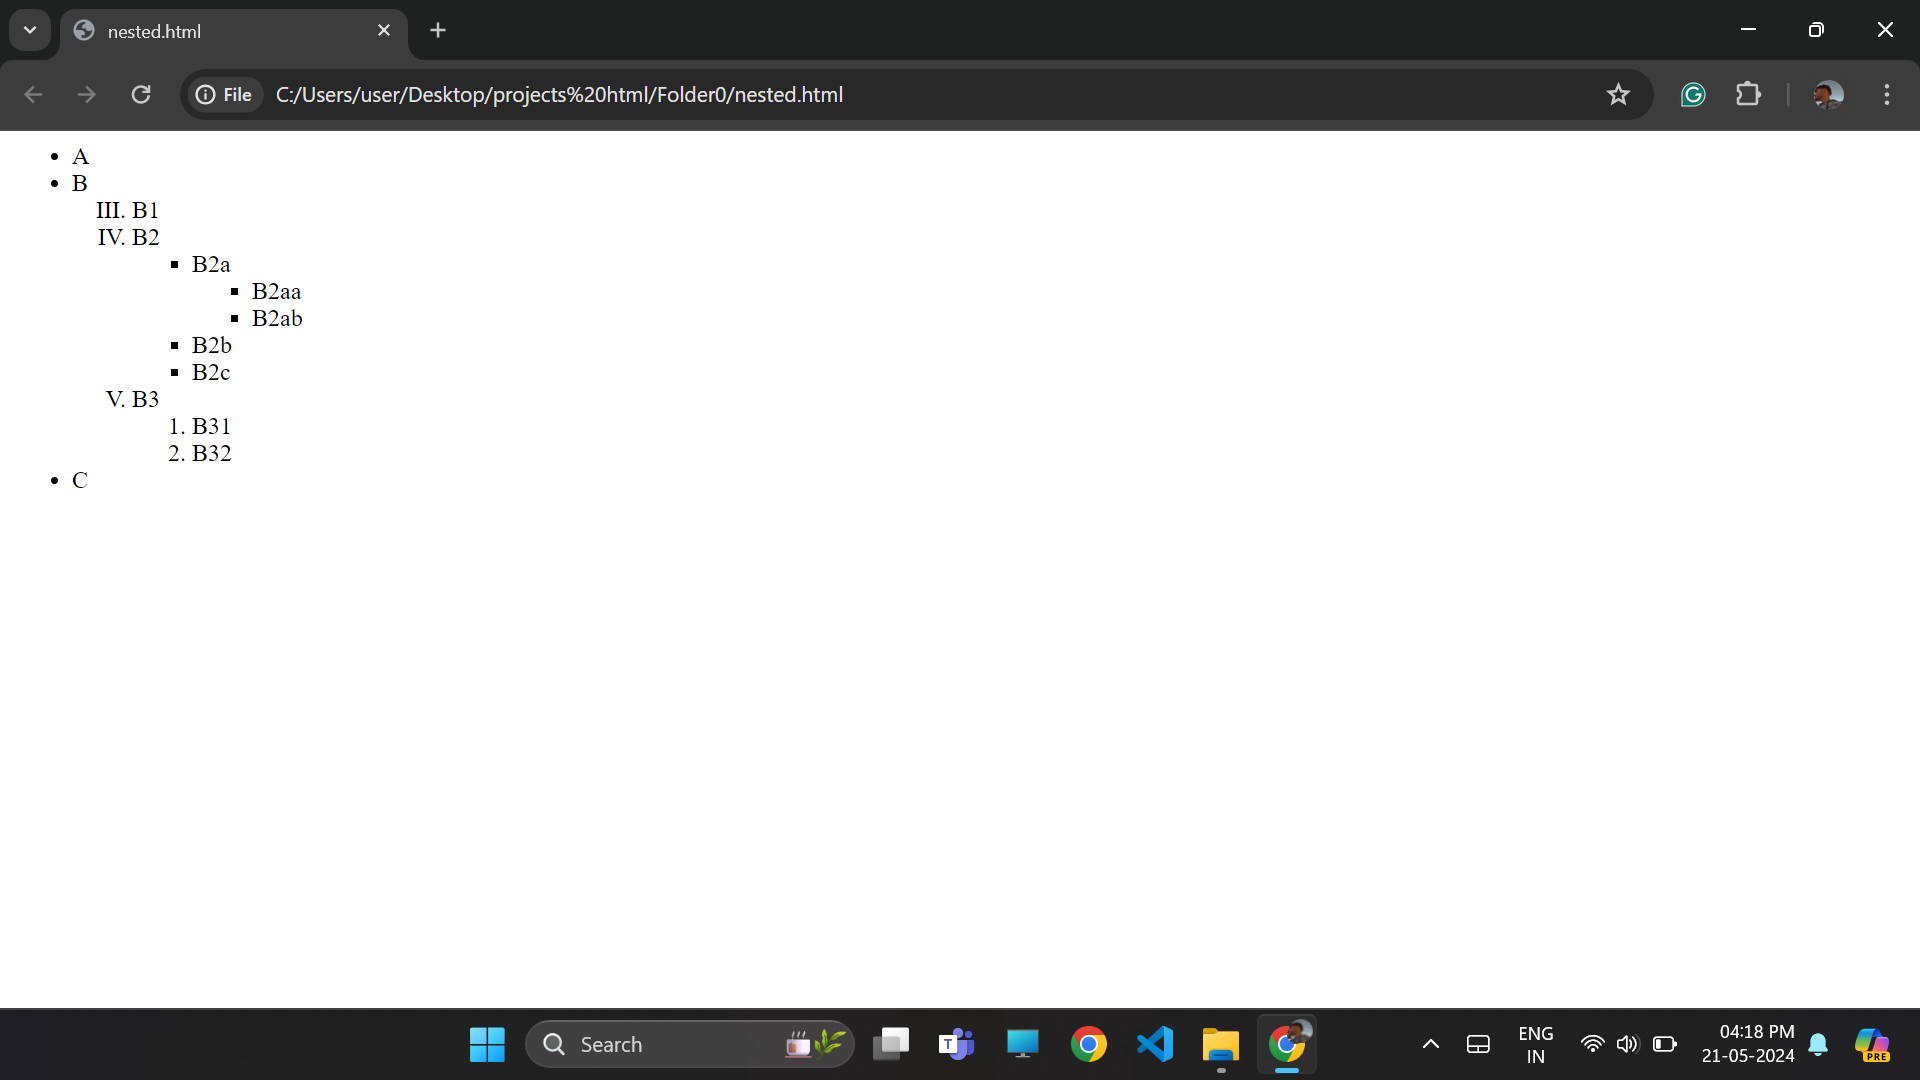 nested.html
File C:/Users/user/Desktop/projects%20html/Folder0/nested.html
• A
• B
III. B1
IV. B2
▪ B2a
▪ B2aa
▪ B2ab
▪ B2b
▪ B2c
V. B3
1. B31
2. B32
• C
Search
T
ENG
IN
04:18 PM
21-05-2024
PRE